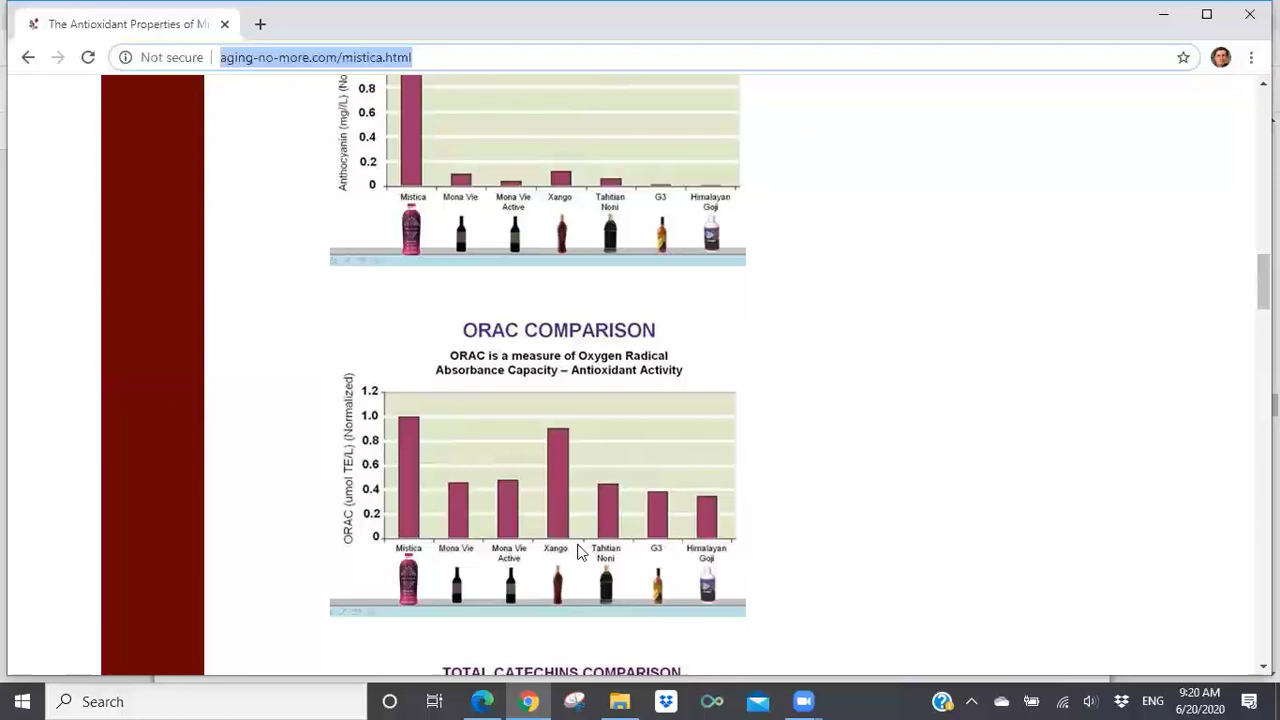 The Antioxidant Properties of M
Not secure
aging-no-more.com/mistica.html
Anthocyanin (mg//L) (No
0.8
0.6
0.4
0.2
0
Mistica Mona Vie Mona Vie Active Xango Tahitian Noni G3 Himalayan Goji
ORAC COMPARISON
ORAC is a measure of Oxygen Radical
Absorbance Capacity – Antioxidant Activity
ORAC (umol TE/L) (Normalized)
1.2
1.0
0.8
0.6
0.4
0.2
0
Mistica Mona Vie Mona Vie Active Xango Tahitian Noni G3 Himalayan Goji
TOTAL CATECHINS COMPARISON
Search
ENG
9:20 AM
6/20/2020